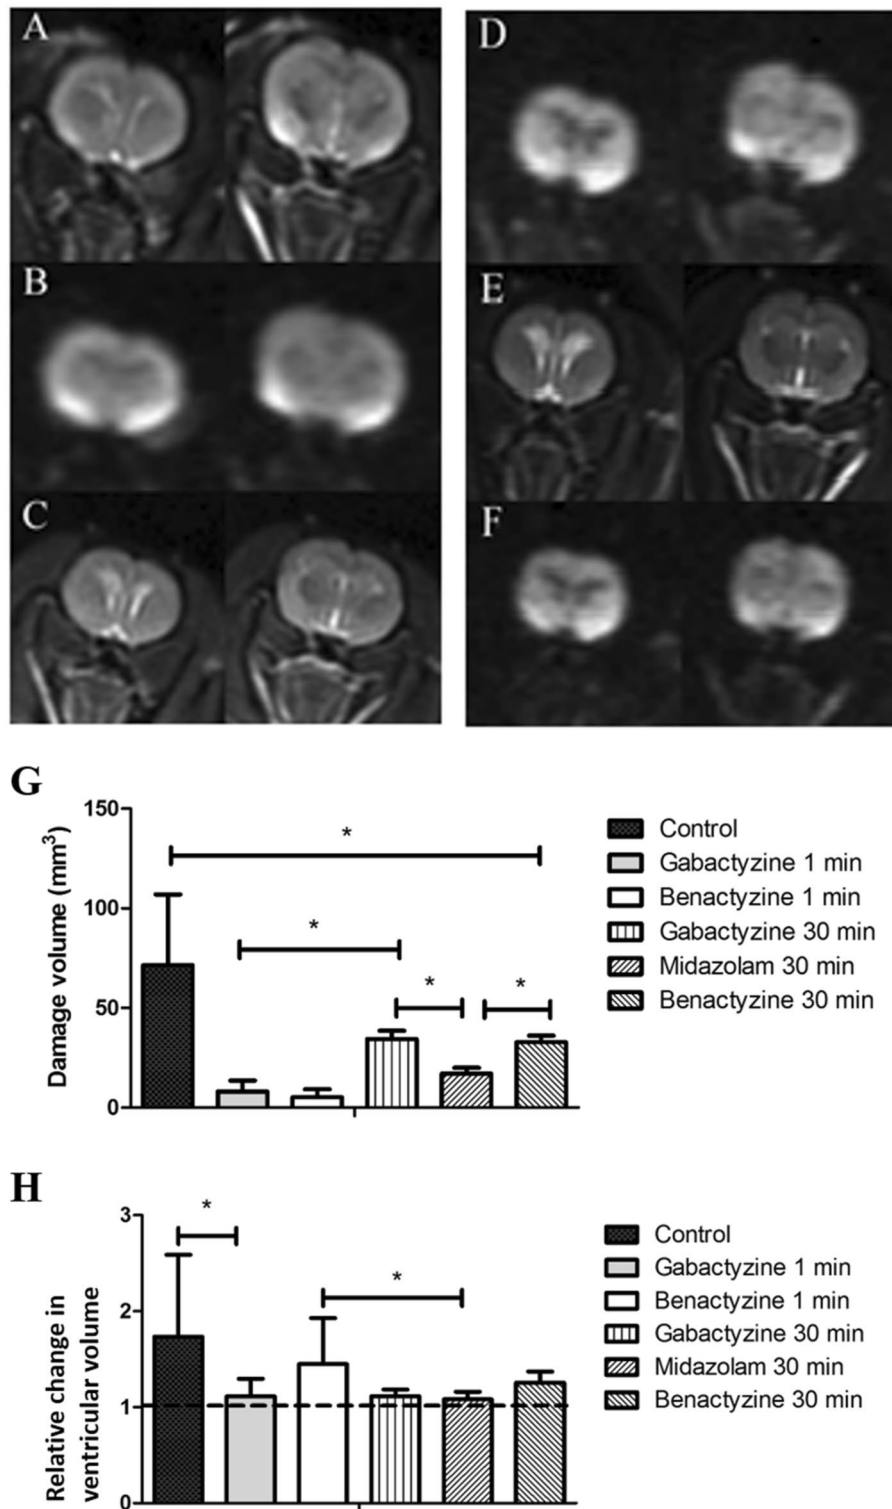 A
D
B
E
C
F
G
150
100
50
0
Damage volume (mm³)
*
*
*
*
Control
Gabactyzine 1 min
Benactyzine 1 min
Gabactyzine 30 min
Midazolam 30 min
Benactyzine 30 min
H
3
2
1
0
Relative change in
ventricular volume
*
*
Control
Gabactyzine 1 min
Benactyzine 1 min
Gabactyzine 30 min
Midazolam 30 min
Benactyzine 30 min